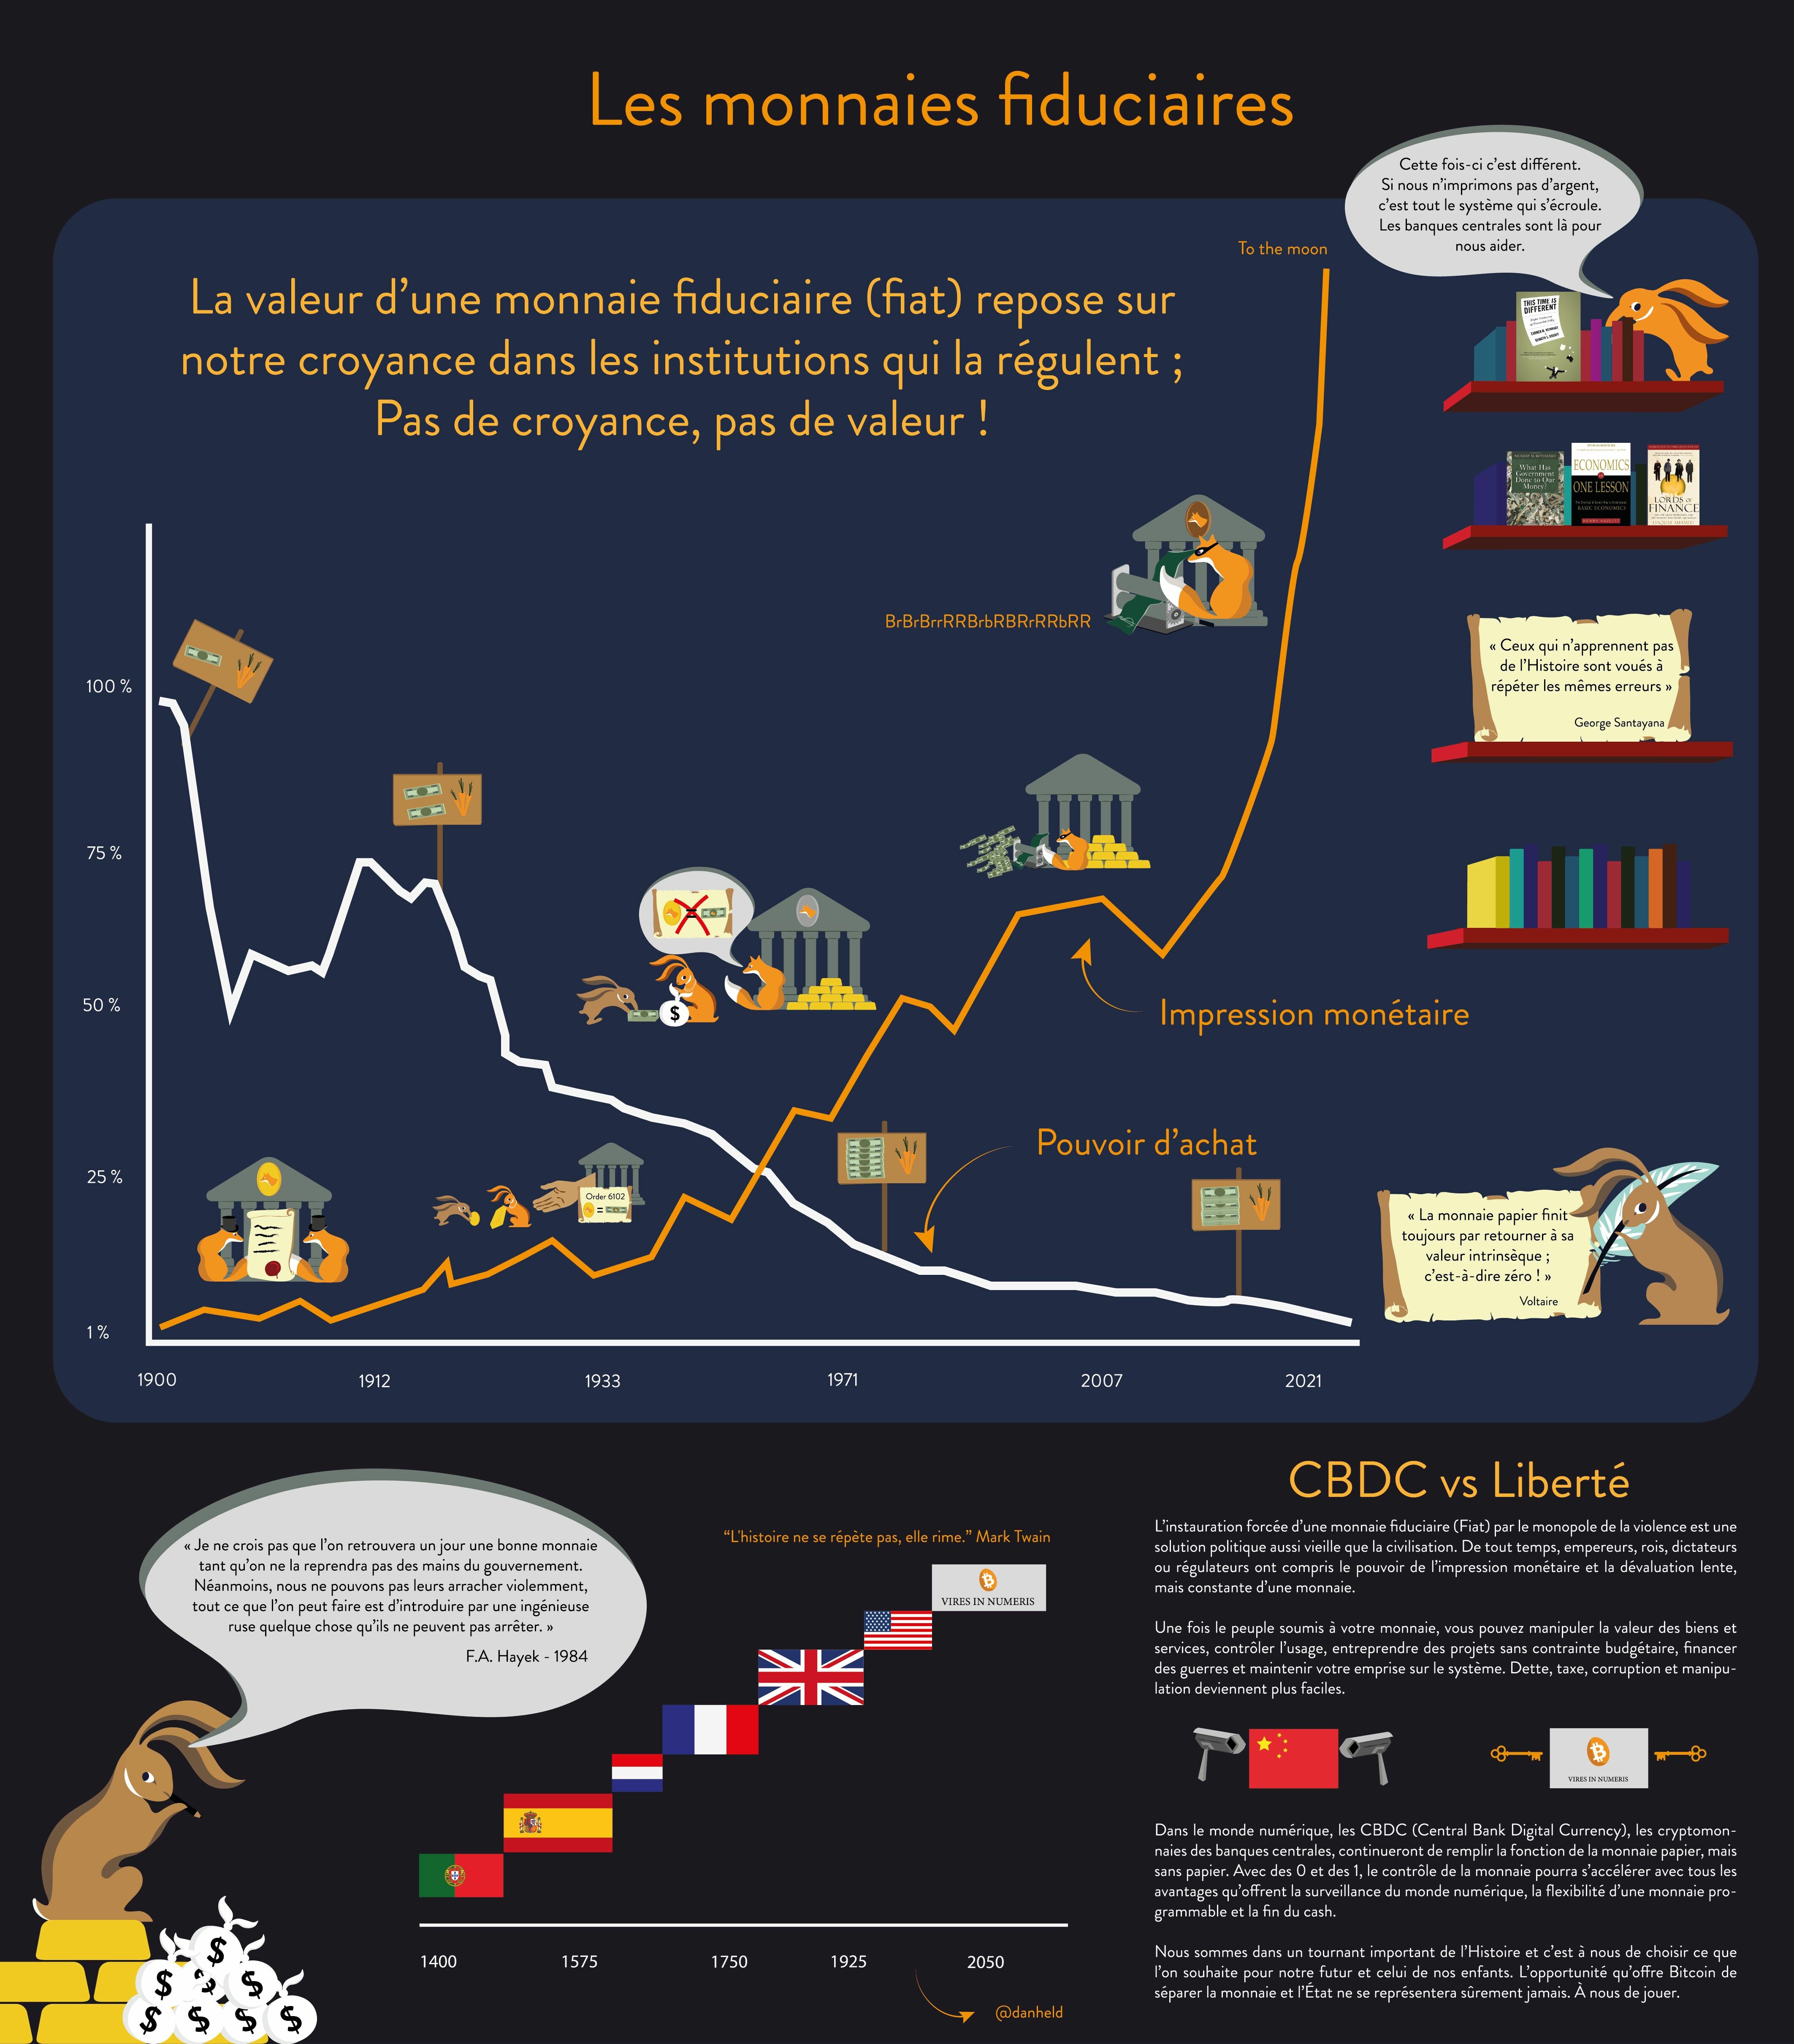 Les monnaies fiduciaires
Cette fois-ci c'est différent.
Si nous n'imprimons pas d'argent,
c'est tout le système qui s'écroule.
Les banques centrales sont là pour
nous aider.
To the moon
La valeur d'une monnaie fiduciaire (fiat) repose sur
notre croyance dans les institutions qui la régulent ;
Pas de croyance, pas de valeur !
THIS TIME IS
DIFFERENT
What Has
Government
Done to Our
Money?
ECONOMICS
IN
ONE LESSON
BASIC ECONOMICS
HENRY HAZLITT
LORDS OF
FINANCE
BrBrBrrRRBrbRBRrRRbRR
« Ceux qui n'apprennent pas
de l'Histoire sont voués à
répéter les mêmes erreurs »
George Santayana
100 %
75 %
50 %
25 %
1 %
$
Impression monétaire
Pouvoir d'achat
Order 6102
=
« La monnaie papier finit
toujours par retourner à sa
valeur intrinsèque ;
c'est-à-dire zéro ! »
Voltaire
1900
1912
1933
1971
2007
2021
« Je ne crois pas que l'on retrouvera un jour une bonne monnaie
tant qu'on ne la reprendra pas des mains du gouvernement.
Néanmoins, nous ne pouvons pas leurs arracher violemment,
tout ce que l'on peut faire est d'introduire par une ingénieuse
ruse quelque chose qu'ils ne peuvent pas arrêter. »
F.A. Hayek - 1984
"L'histoire ne se répète pas, elle rime." Mark Twain
VIRES IN NUMERIS
1400
1575
1750
1925
2050
@danheld
$
$
$
$
$
$
$
$
CBDC vs Liberté
L'instauration forcée d'une monnaie fiduciaire (Fiat) par le monopole de la violence est une
solution politique aussi vieille que la civilisation. De tout temps, empereurs, rois, dictateurs
ou régulateurs ont compris le pouvoir de l'impression monétaire et la dévaluation lente,
mais constante d'une monnaie.
Une fois le peuple soumis à votre monnaie, vous pouvez manipuler la valeur des biens et
services, contrôler l'usage, entreprendre des projets sans contrainte budgétaire, financer
des guerres et maintenir votre emprise sur le système. Dette, taxe, corruption et manipu-
lation deviennent plus faciles.
VIRES IN NUMERIS
Dans le monde numérique, les CBDC (Central Bank Digital Currency), les cryptomon-
naies des banques centrales, continueront de remplir la fonction de la monnaie papier, mais
sans papier. Avec des 0 et des 1, le contrôle de la monnaie pourra s'accélérer avec tous les
avantages qu'offrent la surveillance du monde numérique, la flexibilité d'une monnaie pro-
grammable et la fin du cash.
Nous sommes dans un tournant important de l'Histoire et c'est à nous de choisir ce que
l'on souhaite pour notre futur et celui de nos enfants. L'opportunité qu'offre Bitcoin de
séparer la monnaie et l'État ne se représentera sûrement jamais. À nous de jouer.